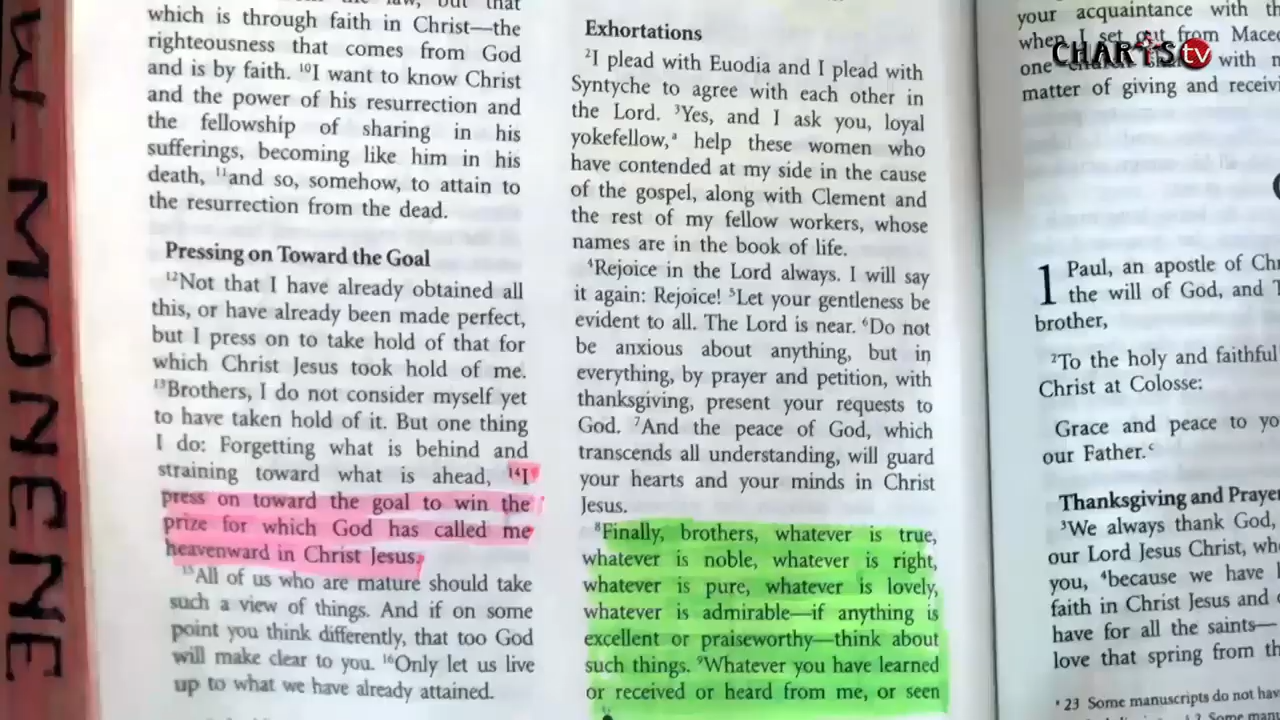 W. MONENE
which is through faith in Christ—the
righteousness that comes from God
and is by faith. ¹⁰I want to know Christ
and the power of his resurrection and
the fellowship of sharing in his
sufferings, becoming like him in his
death, ¹¹and so, somehow, to attain to
the resurrection from the dead.
Pressing on Toward the Goal
¹²Not that I have already obtained all
this, or have already been made perfect,
but I press on to take hold of that for
which Christ Jesus took hold of me.
¹³Brothers, I do not consider myself yet
to have taken hold of it. But one thing
I do: Forgetting what is behind and
straining toward what is ahead, ¹⁴I
press on toward the goal to win the
prize for which God has called me
heavenward in Christ Jesus.
¹⁵All of us who are mature should take
such a view of things. And if on some
point you think differently, that too God
will make clear to you. ¹⁶Only let us live
up to what we have already attained.
Exhortations
²I plead with Euodia and I plead with
Syntyche to agree with each other in
the Lord. ³Yes, and I ask you, loyal
yokefellow,ᵃ help these women who
have contended at my side in the cause
of the gospel, along with Clement and
the rest of my fellow workers, whose
names are in the book of life.
⁴Rejoice in the Lord always. I will say
it again: Rejoice! ⁵Let your gentleness be
evident to all. The Lord is near. ⁶Do not
be anxious about anything, but in
everything, by prayer and petition, with
thanksgiving, present your requests to
God. ⁷And the peace of God, which
transcends all understanding, will guard
your hearts and your minds in Christ
Jesus.
⁸Finally, brothers, whatever is true,
whatever is noble, whatever is right,
whatever is pure, whatever is lovely,
whatever is admirable—if anything is
excellent or praiseworthy—think about
such things. ⁹Whatever you have learned
or received or heard from me, or seen
your acquaintance with
when I set out from
one with
matter of giving and
1 Paul, an apostle of
the will of God, and
brother,
²To the holy and faithful
Christ at Colosse:
Grace and peace to
our Father.ᶜ
Thanksgiving and
³We always thank God,
our Lord Jesus Christ,
you, ⁴because we have
faith in Christ Jesus and
have for all the saints—
love that spring from
23 Some manuscripts do not
CHARIS tv